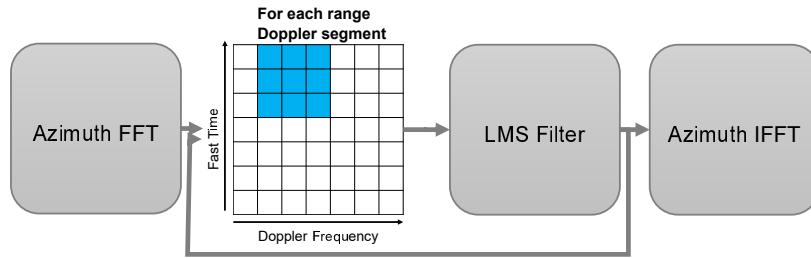 For each range
Doppler segment
Azimuth FFT
Fast Time
LMS Filter
Azimuth IFFT
Doppler Frequency